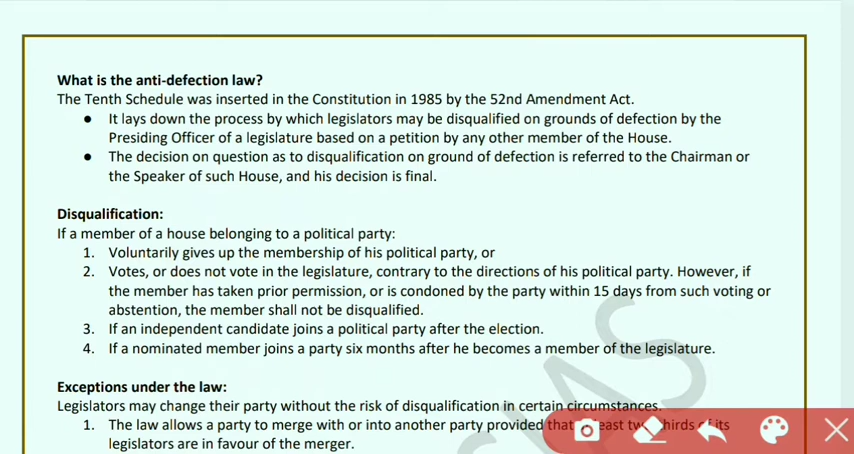 What is the anti-defection law?
The Tenth Schedule was inserted in the Constitution in 1985 by the 52nd Amendment Act.
● It lays down the process by which legislators may be disqualified on grounds of defection by the
Presiding Officer of a legislature based on a petition by any other member of the House.
● The decision on question as to disqualification on ground of defection is referred to the Chairman or
the Speaker of such House, and his decision is final.
Disqualification:
If a member of a house belonging to a political party:
1. Voluntarily gives up the membership of his political party, or
2. Votes, or does not vote in the legislature, contrary to the directions of his political party. However, if
the member has taken prior permission, or is condoned by the party within 15 days from such voting or
abstention, the member shall not be disqualified.
3. If an independent candidate joins a political party after the election.
4. If a nominated member joins a party six months after he becomes a member of the legislature.
Exceptions under the law:
Legislators may change their party without the risk of disqualification in certain circumstances.
1. The law allows a party to merge with or into another party provided that its
legislators are in favour of the merger.